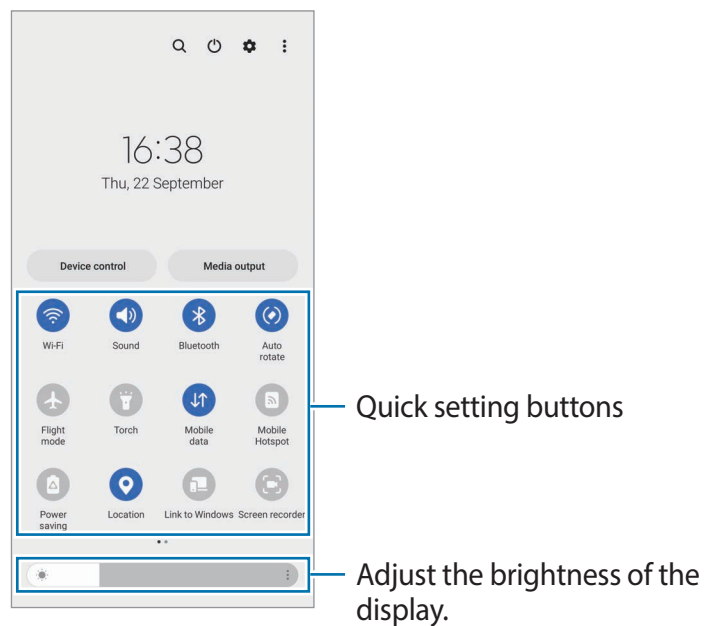 16:38
Thu, 22 September
Device control Media output
Wi-Fi Sound Bluetooth Auto
rotate
Flight
mode Torch Mobile
data Mobile
Hotspot
Power
saving Location Link to Windows Screen recorder
Quick setting buttons
Adjust the brightness of the
display.